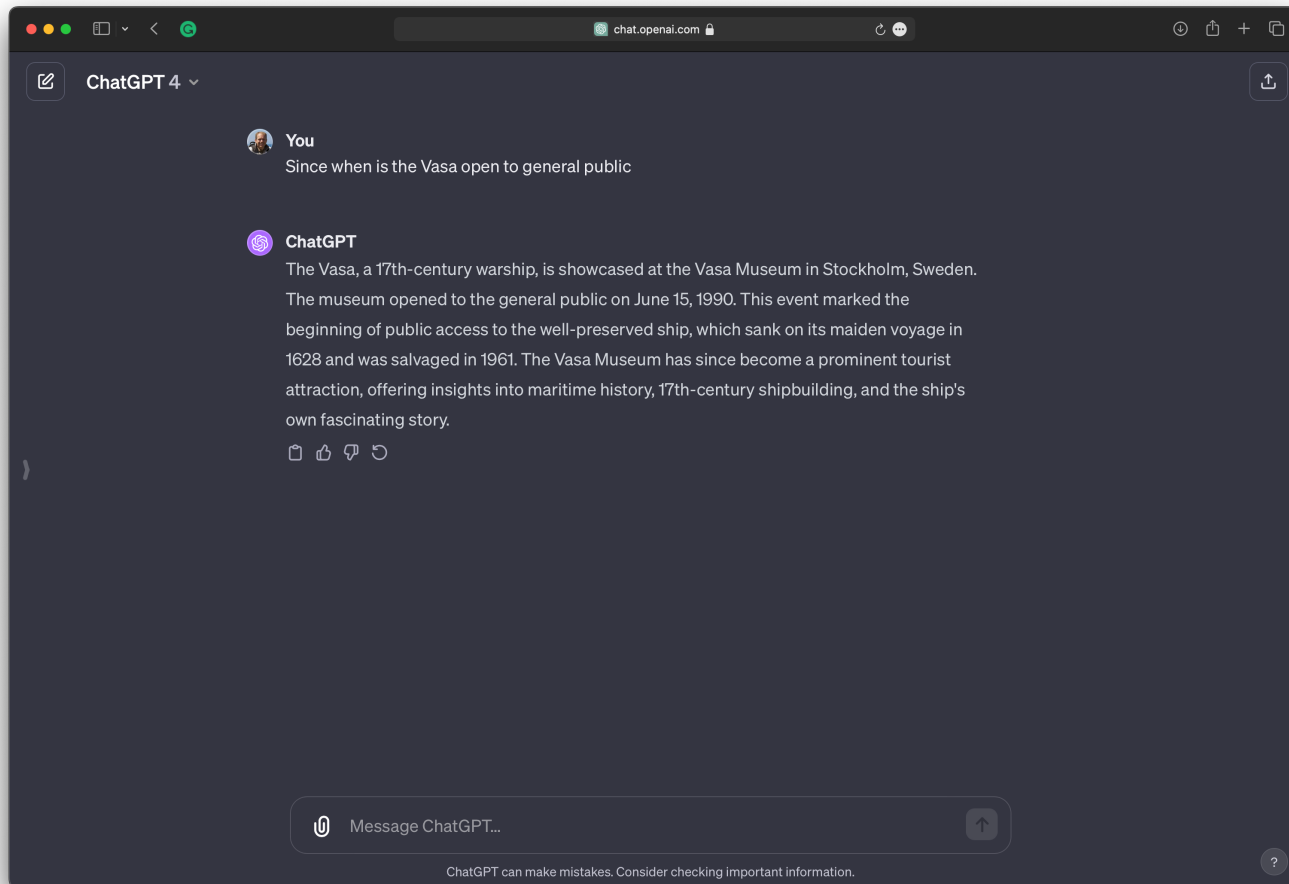 chat.openai.com
ChatGPT 4
You
Since when is the Vasa open to general public
ChatGPT
The Vasa, a 17th-century warship, is showcased at the Vasa Museum in Stockholm, Sweden.
The museum opened to the general public on June 15, 1990. This event marked the
beginning of public access to the well-preserved ship, which sank on its maiden voyage in
1628 and was salvaged in 1961. The Vasa Museum has since become a prominent tourist
attraction, offering insights into maritime history, 17th-century shipbuilding, and the ship's
own fascinating story.
Message ChatGPT...
ChatGPT can make mistakes. Consider checking important information.
?